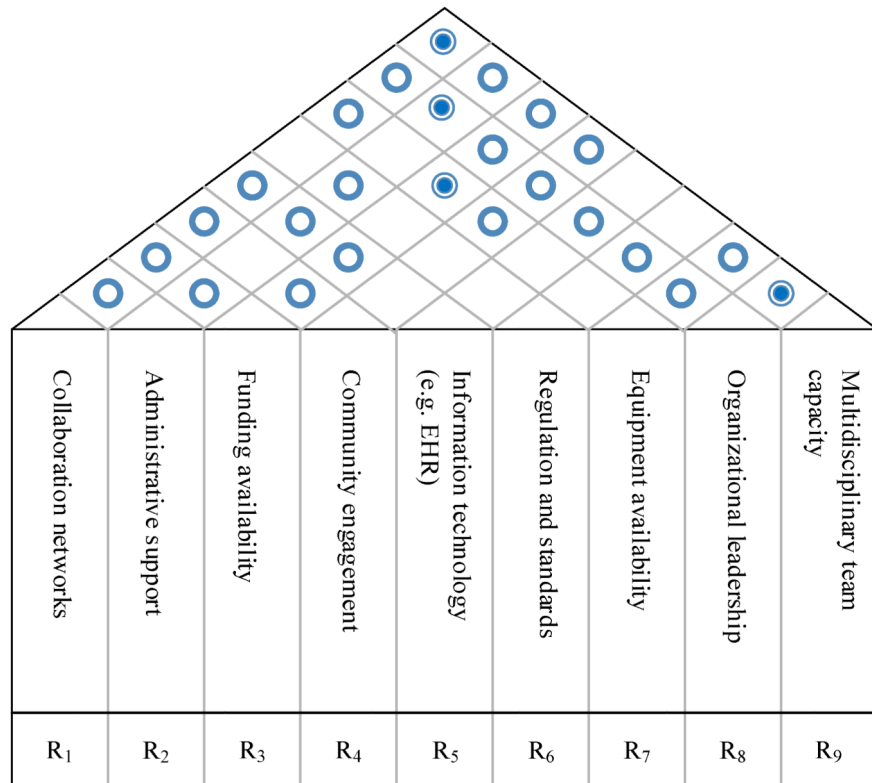 Collaboration networks
Administrative support
Funding availability
Community engagement
Information technology
(e.g. EHR)
Regulation and standards
Equipment availability
Organizational leadership
Multidisciplinary team
capacity
R₁ R₂ R₃ R₄ R₅ R₆ R₇ R₈ R₉